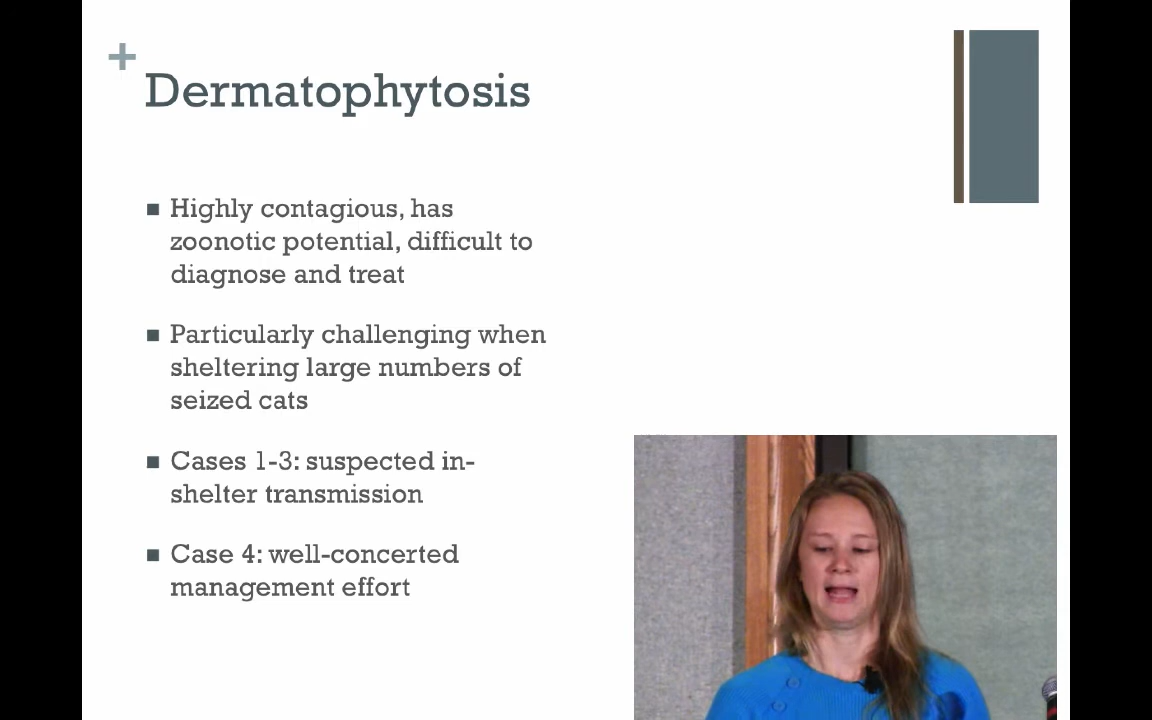 Dermatophytosis
Highly contagious, has
zoonotic potential, difficult to
diagnose and treat
Particularly challenging when
sheltering large numbers of
seized cats
Cases 1-3: suspected in-
shelter transmission
Case 4: well-concerted
management effort